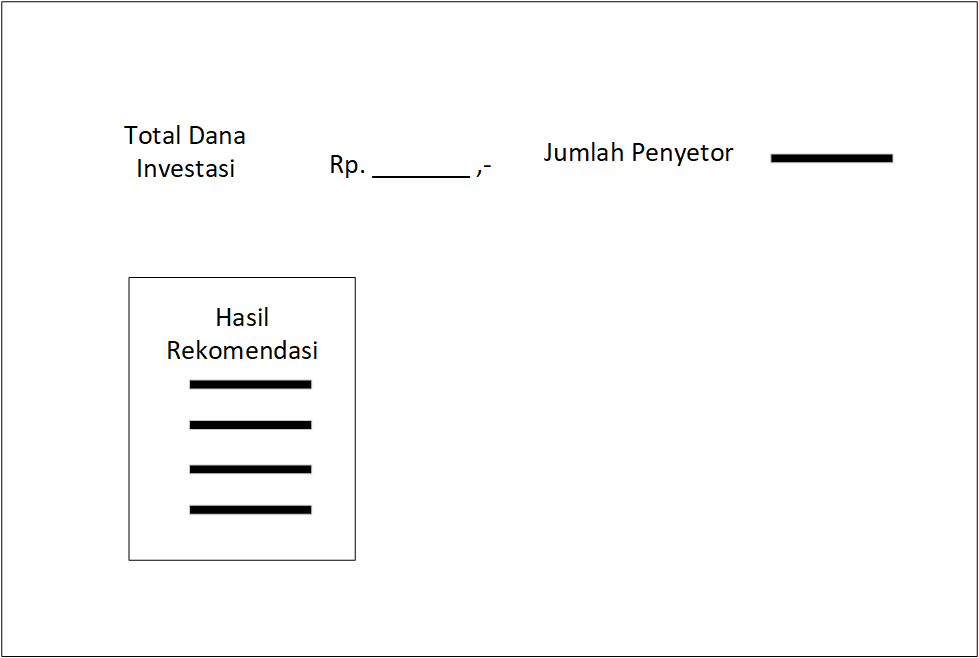 Total Dana
Investasi
Rp. ________ ,-
Jumlah Penyetor
Hasil
Rekomendasi